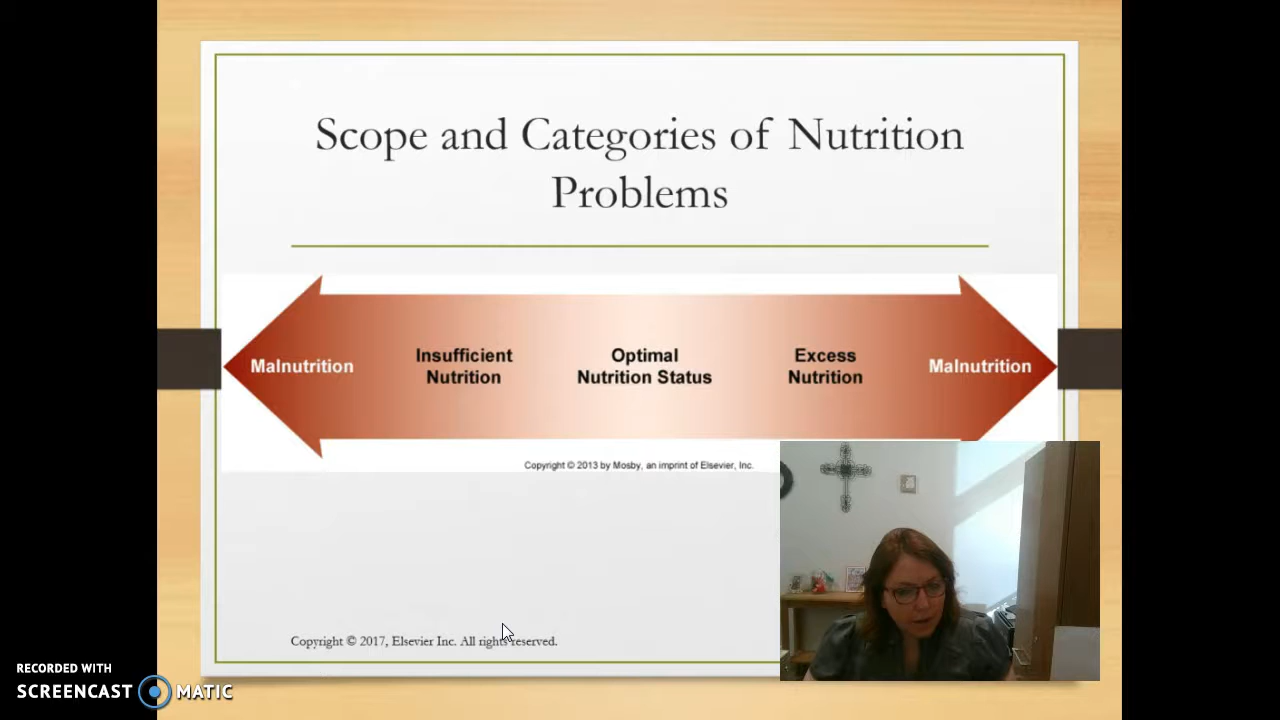 Scope and Categories of Nutrition
Problems
Malnutrition
Insufficient
Nutrition
Optimal
Nutrition Status
Excess
Nutrition
Malnutrition
Copyright © 2013 by Mosby, an imprint of Elsevier, Inc.
Copyright © 2017, Elsevier Inc. All rights reserved.
RECORDED WITH
SCREENCAST MATIC